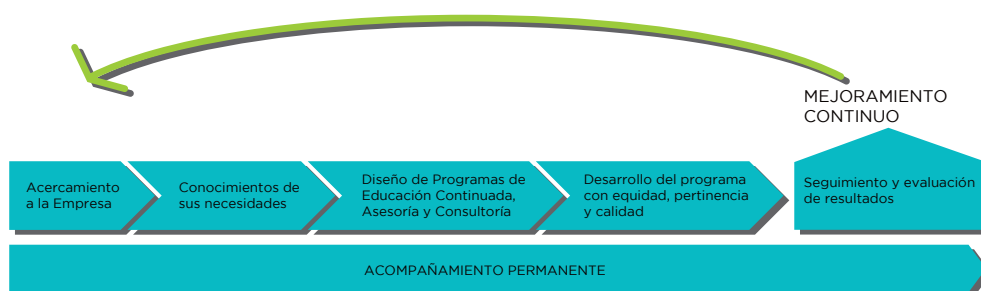 MEJORAMIENTO
CONTINUO
Acercamiento
a la Empresa
Conocimientos de
sus necesidades
Diseño de Programas de
Educación Continuada,
Asesoría y Consultoría
Desarrollo del programa
con equidad, pertinencia
y calidad
Seguimiento y evaluación
de resultados
ACOMPAÑAMIENTO PERMANENTE